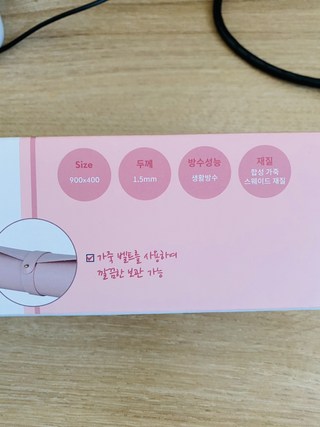 Size
900x400
두께
1.5mm
방수성능
생활방수
재질
합성 가죽
스웨이드 재질
가죽 벨트를 사용하여
깔끔한 보관 가능